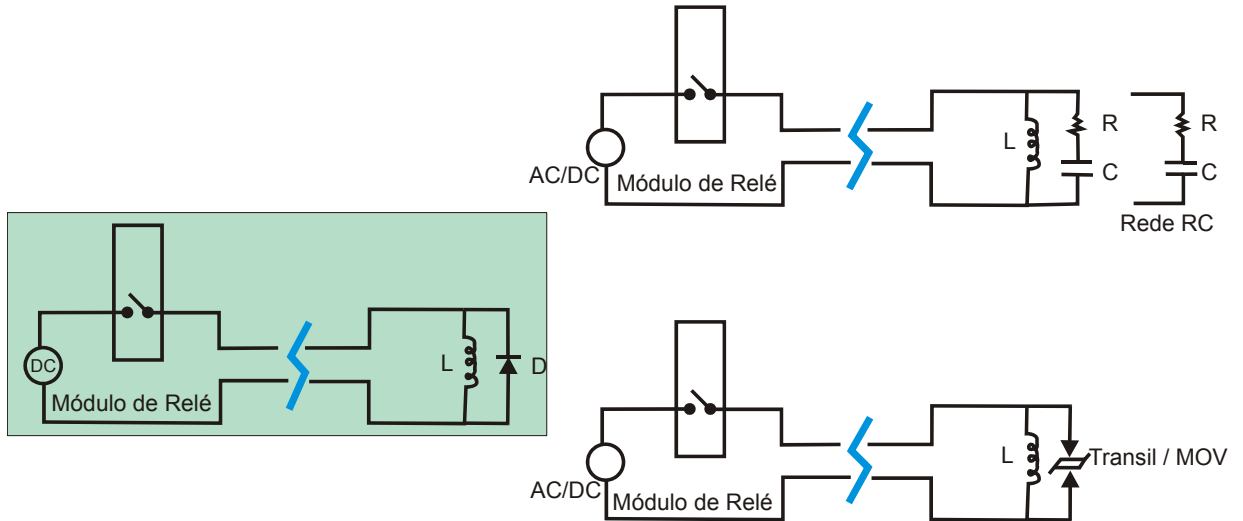 AC/DC
Módulo de Relé
L
R
C
R
C
Rede RC
DC
Módulo de Relé
L
D
AC/DC
Módulo de Relé
L
Transil / MOV